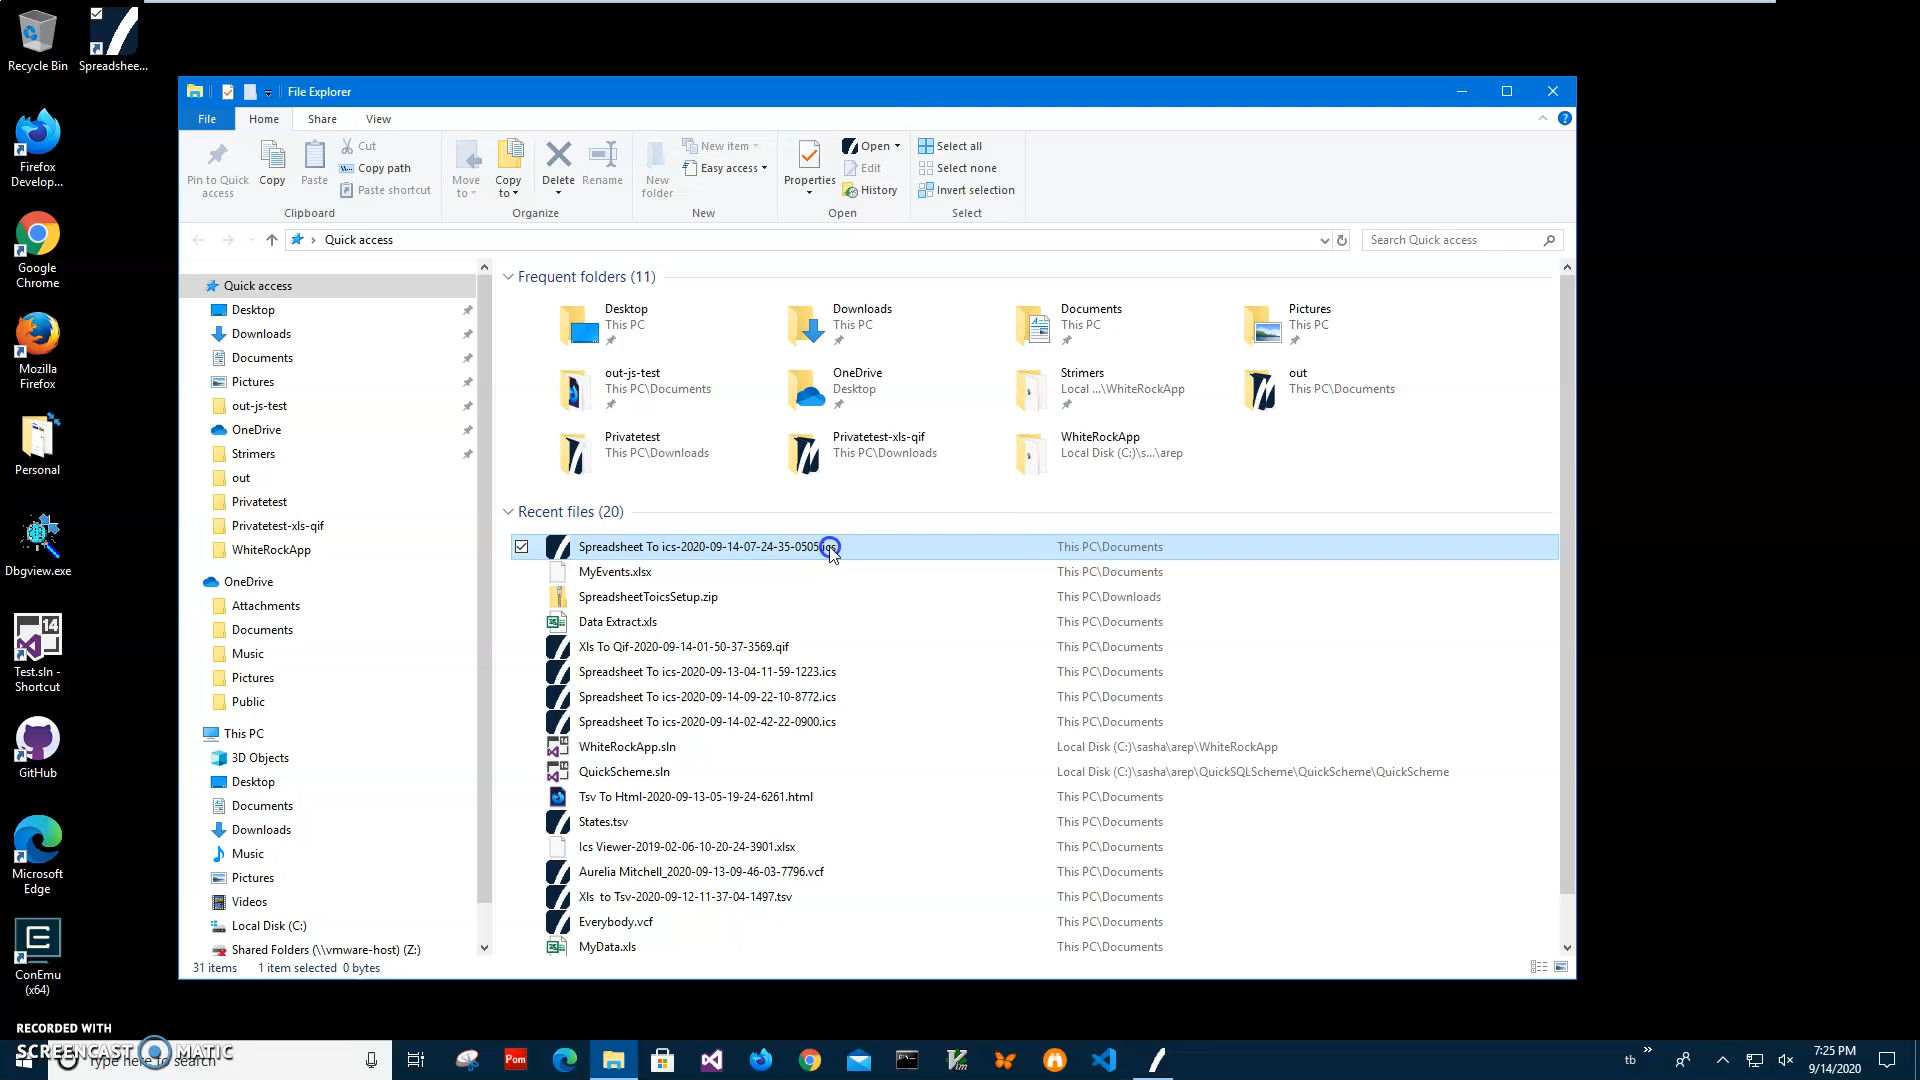 Recycle Bin
Spreadshee...
Firefox
Develop...
Google
Chrome
Mozilla
Firefox
Personal
Dbgview.exe
14
Test.sln -
Shortcut
GitHub
Microsoft
Edge
ConEmu
(x64)
File Explorer
File
Home
Share
View
Pin to Quick
access
Copy
Paste
Cut
Copy path
Paste shortcut
Clipboard
Move
to
Copy
to
Delete
Rename
Organize
New
folder
New item
Easy access
New
Properties
Open
Edit
History
Open
Select all
Select none
Invert selection
Select
Quick access
Search Quick access
Quick access
Desktop
Downloads
Documents
Pictures
out-js-test
OneDrive
Strimers
out
Privatetest
Privatetest-xls-qif
WhiteRockApp
OneDrive
Attachments
Documents
Music
Pictures
Public
This PC
3D Objects
Desktop
Documents
Downloads
Music
Pictures
Videos
Local Disk (C:)
Shared Folders (\\vmware-host) (Z:)
Frequent folders (11)
Desktop
This PC
Downloads
This PC
Documents
This PC
Pictures
This PC
out-js-test
This PC\Documents
OneDrive
Desktop
Strimers
Local ...\WhiteRockApp
out
This PC\Documents
Privatetest
This PC\Downloads
Privatetest-xls-qif
This PC\Downloads
WhiteRockApp
Local Disk (C:)\s...\arep
Recent files (20)
Spreadsheet To ics-2020-09-14-07-24-35-0505.ics This PC\Documents
MyEvents.xlsx This PC\Documents
SpreadsheetToicsSetup.zip This PC\Downloads
Data Extract.xls This PC\Documents
Xls To Qif-2020-09-14-01-50-37-3569.qif This PC\Documents
Spreadsheet To ics-2020-09-13-04-11-59-1223.ics This PC\Documents
Spreadsheet To ics-2020-09-14-09-22-10-8772.ics This PC\Documents
Spreadsheet To ics-2020-09-14-02-42-22-0900.ics This PC\Documents
WhiteRockApp.sln Local Disk (C:)\sasha\arep\WhiteRockApp
QuickScheme.sln Local Disk (C:)\sasha\arep\QuickSQLScheme\QuickScheme\QuickScheme
Tsv To Html-2020-09-13-05-19-24-6261.html This PC\Documents
States.tsv This PC\Documents
Ics Viewer-2019-02-06-10-20-24-3901.xlsx This PC\Documents
Aurelia Mitchell_2020-09-13-09-46-03-7796.vcf This PC\Documents
Xls to Tsv-2020-09-12-11-37-04-1497.tsv This PC\Documents
Everybody.vcf This PC\Documents
MyData.xls This PC\Documents
31 items
1 item selected 0 bytes
RECORDED WITH
SCREENCAST MATIC
Type here to search
Pom
Vim
tb
7:25 PM
9/14/2020